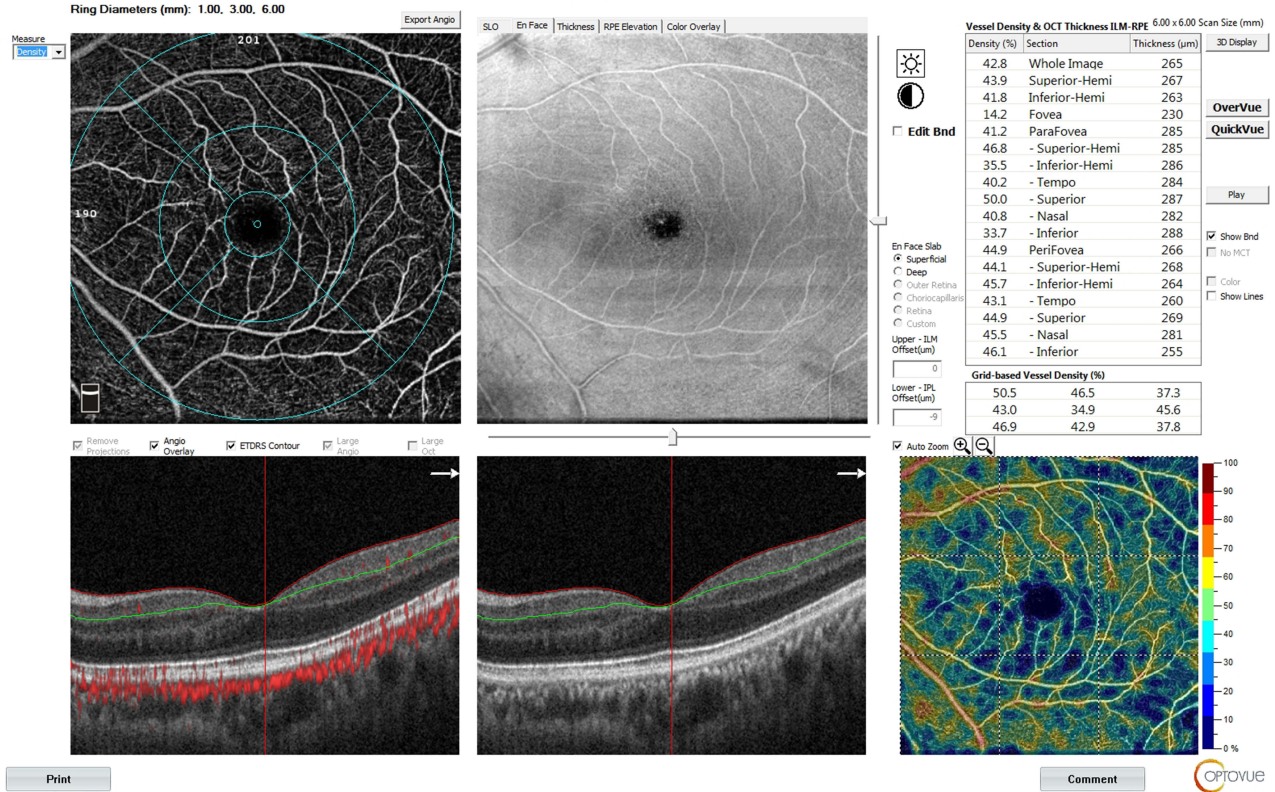 Ring Diameters (mm): 1.00, 3.00, 6.00
Export Angio
Measure
Density
201
190
SLO En Face Thickness RPE Elevation Color Overlay
Edit Bnd
En Face Slab
Superficial
Deep
Outer Retina
Choriocapillaris
Retina
Custom
Upper - ILM
Offset(um)
0
Lower - IPL
Offset(um)
-9
Auto Zoom
Vessel Density & OCT Thickness ILM-RPE 6.00 x 6.00 Scan Size (mm)
Density (%) Section Thickness (µm)
42.8 Whole Image 265
43.9 Superior-Hemi 267
41.8 Inferior-Hemi 263
14.2 Fovea 230
41.2 ParaFovea 285
46.8 - Superior-Hemi 285
35.5 - Inferior-Hemi 286
40.2 - Tempo 284
50.0 - Superior 287
40.8 - Nasal 282
33.7 - Inferior 288
44.9 PeriFovea 266
44.1 - Superior-Hemi 268
45.7 - Inferior-Hemi 264
43.1 - Tempo 260
44.9 - Superior 269
45.5 - Nasal 281
46.1 - Inferior 255
Grid-based Vessel Density (%)
50.5 46.5 37.3
43.0 34.9 45.6
46.9 42.9 37.8
3D Display
OverVue
QuickVue
Play
Show Bnd
No MCT
Color
Show Lines
Remove
Projections
Angio
Overlay
ETDRS Contour
Large
Angio
Large
Oct
100
90
80
70
60
50
40
30
20
10
0 %
Print
Comment
OPTOVUE